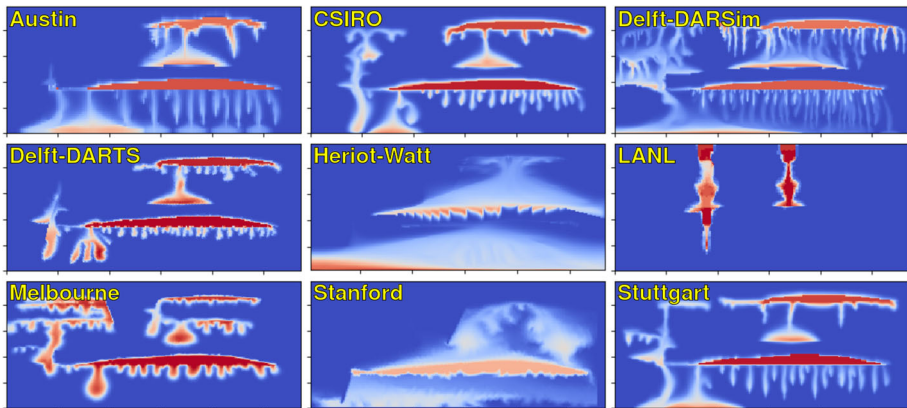 Austin
CSIRO
Delft-DARSim
Delft-DARTS
Heriot-Watt
LANL
Melbourne
Stanford
Stuttgart